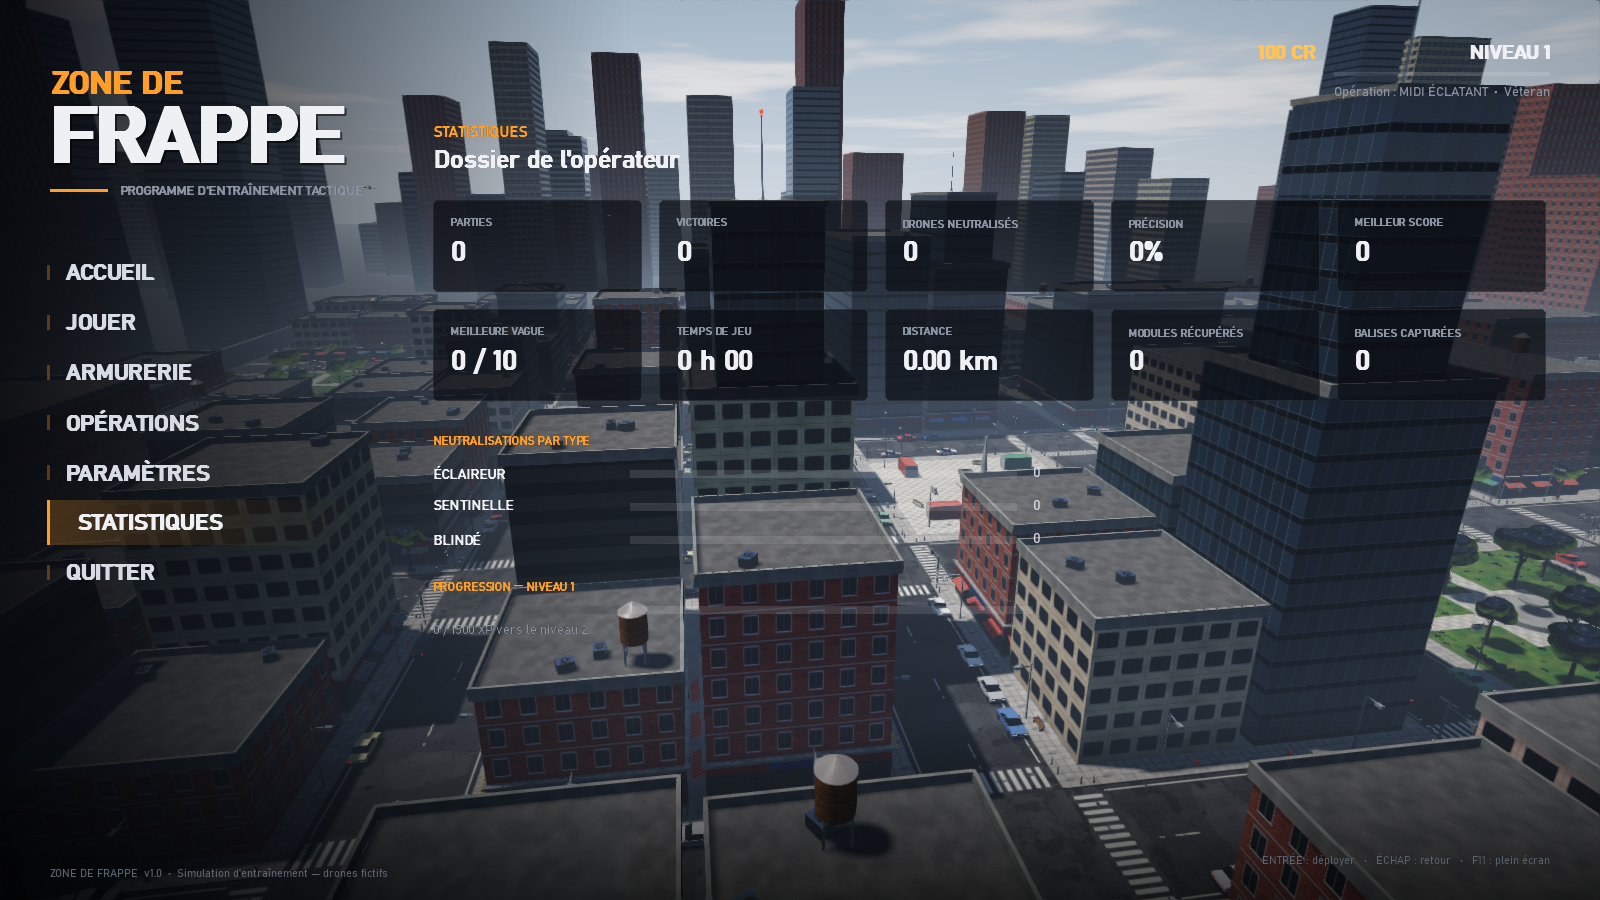 ZONE DE
FRAPPE
PROGRAMME D'ENTRAÎNEMENT TACTIQUE
100 CR
NIVEAU 1
Opération : MIDI ÉCLATANT • Vétéran
ACCUEIL
JOUER
ARMURERIE
OPÉRATIONS
PARAMÈTRES
STATISTIQUES
QUITTER
STATISTIQUES
Dossier de l'opérateur
PARTIES
0
VICTOIRES
0
DRONES NEUTRALISÉS
0
PRÉCISION
0%
MEILLEUR SCORE
0
MEILLEURE VAGUE
0 / 10
TEMPS DE JEU
0 h 00
DISTANCE
0.00 km
MODULES RÉCUPÉRÉS
0
BALISES CAPTURÉES
0
NEUTRALISATIONS PAR TYPE
ÉCLAIREUR 0
SENTINELLE 0
BLINDÉ 0
PROGRESSION — NIVEAU 1
0 / 1500 XP vers le niveau 2
ZONE DE FRAPPE v1.0 • Simulation d'entraînement — drones fictifs
ENTRÉE : déployer • ÉCHAP : retour • F11 : plein écran